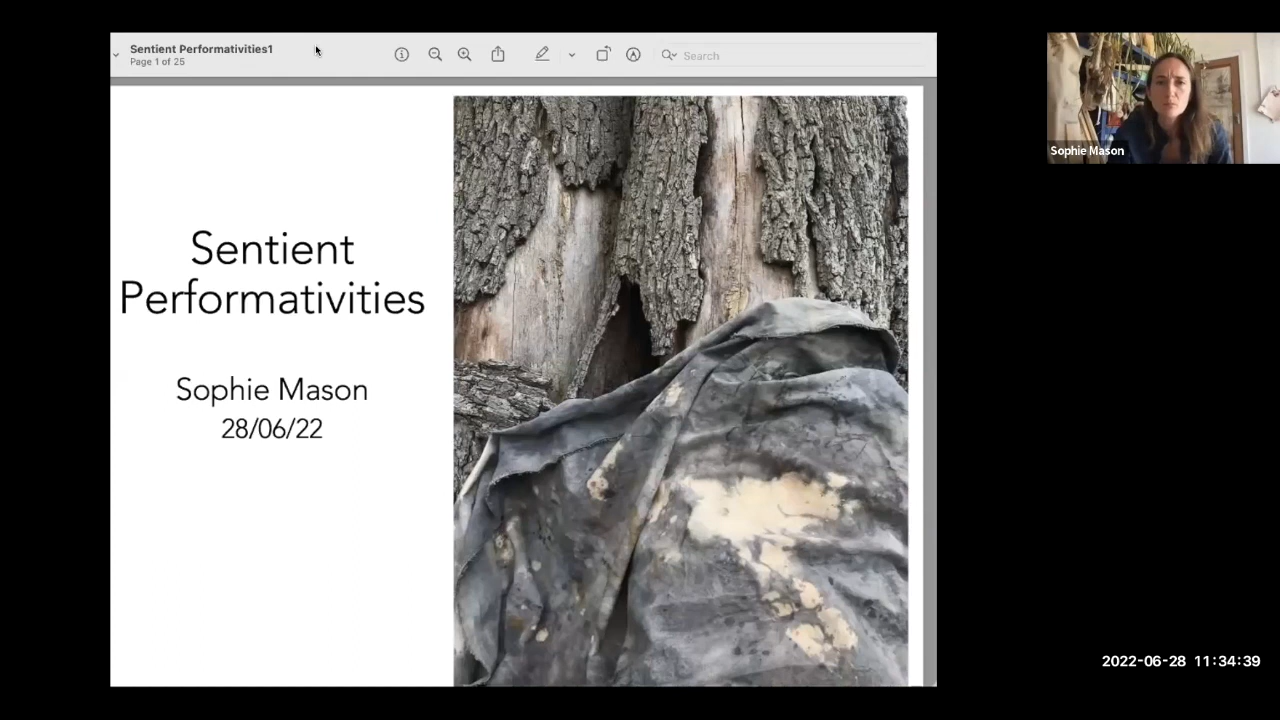 Sentient Performativities1
Page 1 of 25
Search
Sentient
Performativities
Sophie Mason
28/06/22
Sophie Mason
2022-06-28 11:34:39